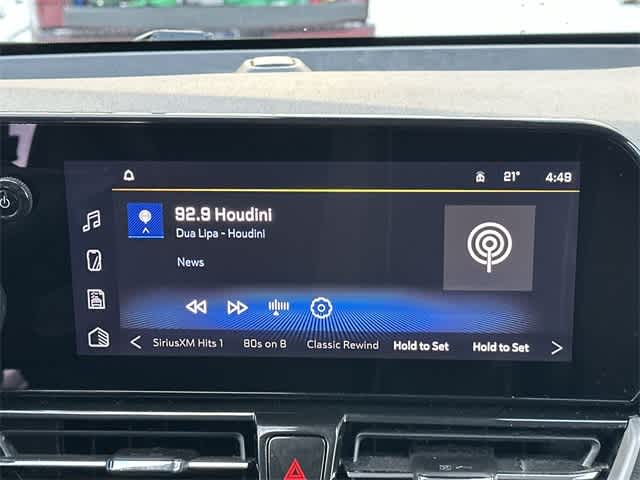 21° 4:49
92.9 Houdini
Dua Lipa - Houdini
News
SiriusXM Hits 1 80s on 8 Classic Rewind Hold to Set Hold to Set